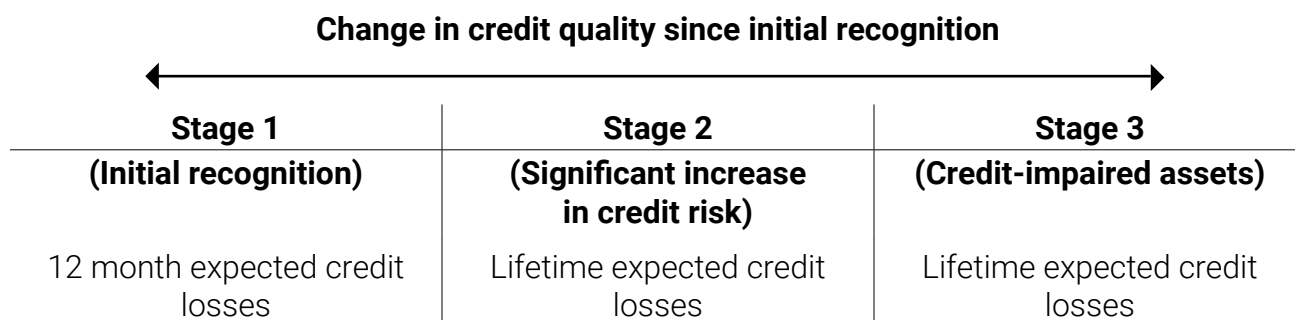 Change in credit quality since initial recognition
Stage 1
Stage 2
Stage 3
(Initial recognition)
(Significant increase
in credit risk)
(Credit-impaired assets)
12 month expected credit
losses
Lifetime expected credit
losses
Lifetime expected credit
losses